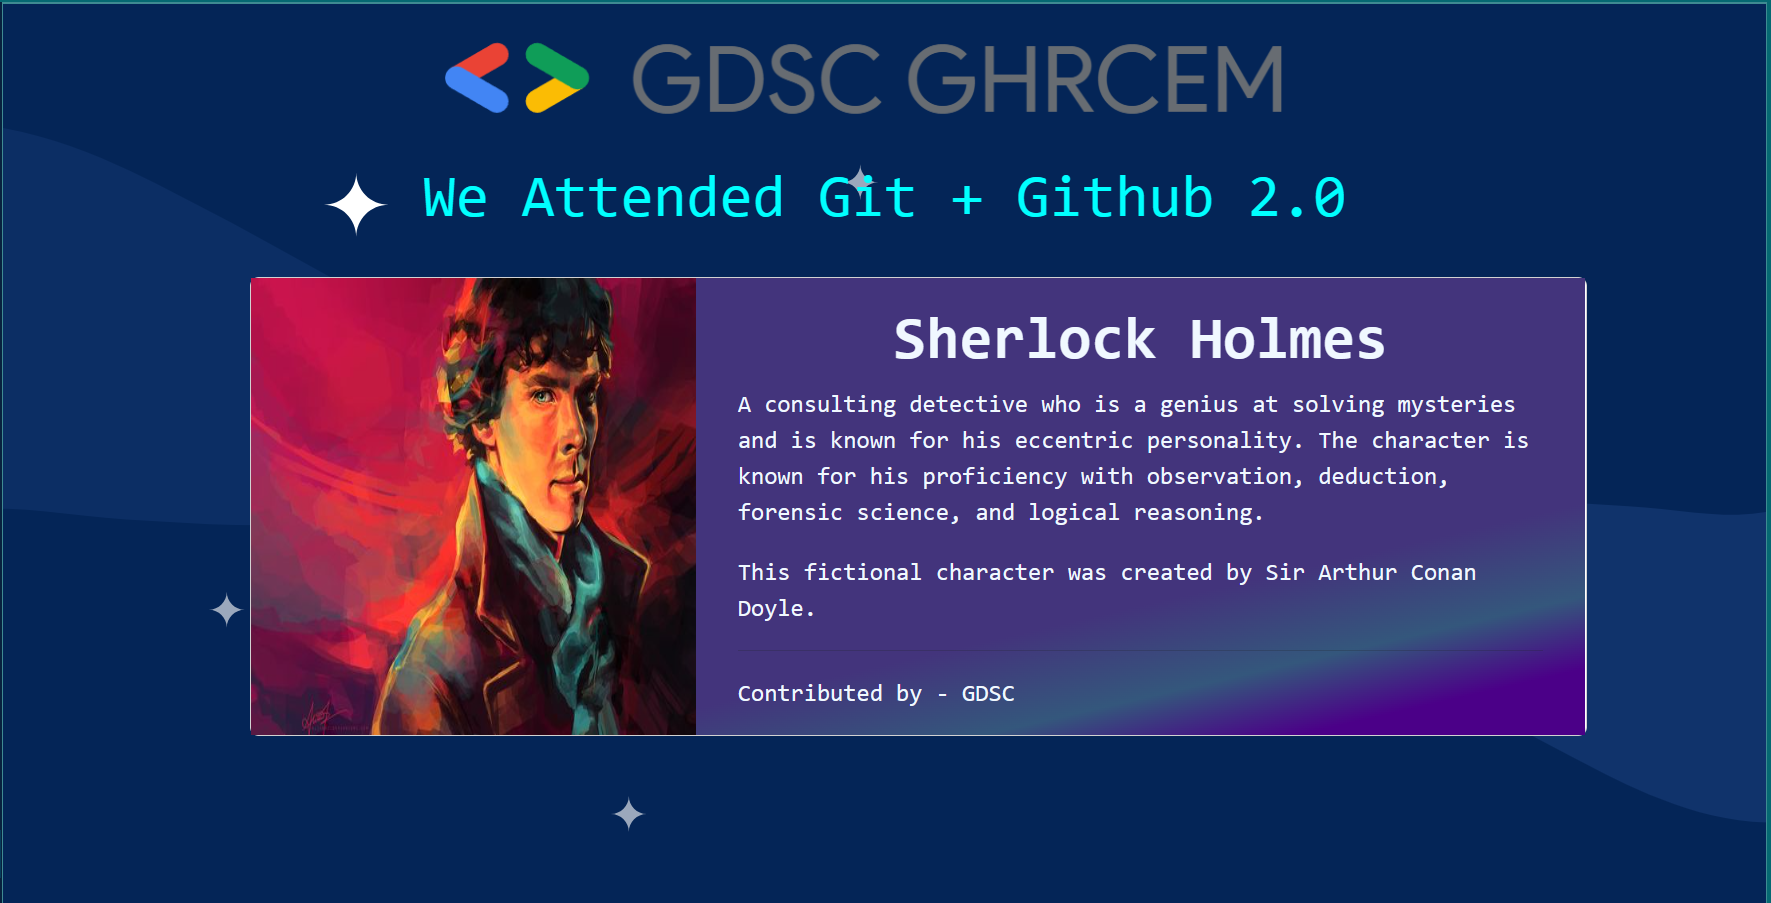 GDSC GHRCEM
We Attended Git + Github 2.0
Sherlock Holmes
A consulting detective who is a genius at solving mysteries
and is known for his eccentric personality. The character is
known for his proficiency with observation, deduction,
forensic science, and logical reasoning.
This fictional character was created by Sir Arthur Conan
Doyle.
Contributed by - GDSC